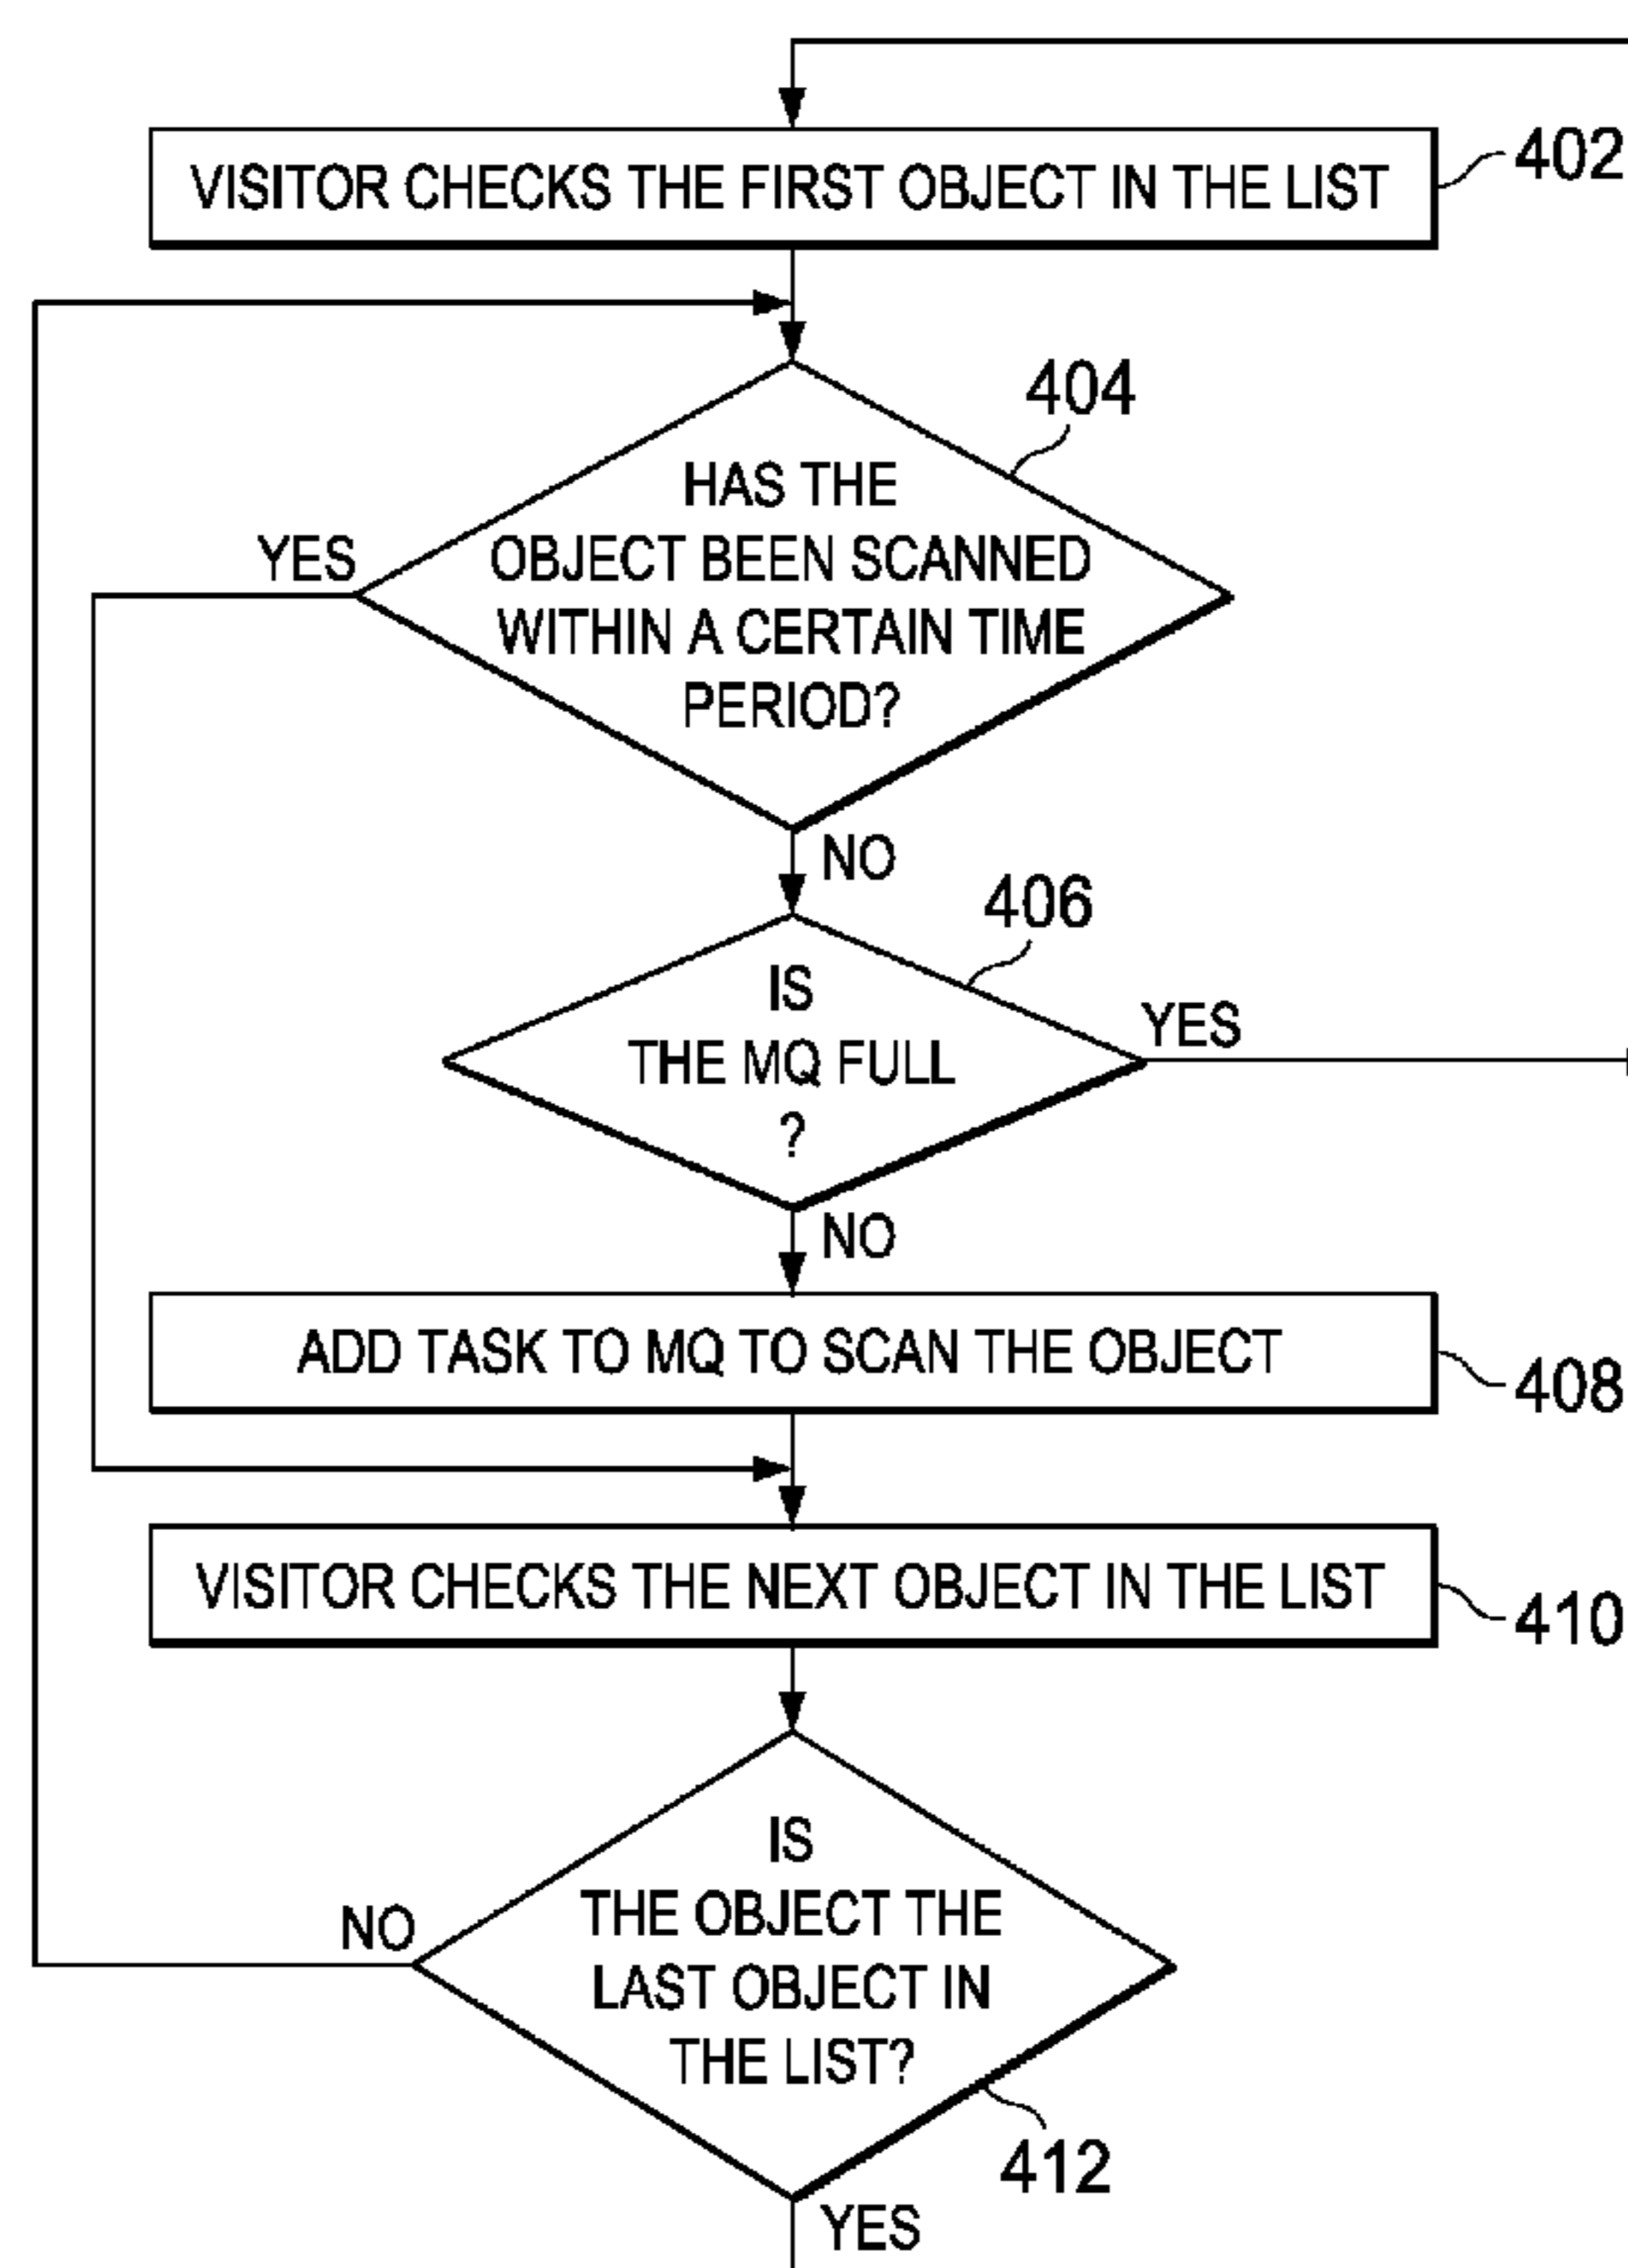 VISITOR CHECKS THE FIRST OBJECT IN THE LIST
402
404
HAS THE
OBJECT BEEN SCANNED
WITHIN A CERTAIN TIME
PERIOD?
YES
NO
406
IS
THE MQ FULL
?
YES
NO
ADD TASK TO MQ TO SCAN THE OBJECT
408
VISITOR CHECKS THE NEXT OBJECT IN THE LIST
410
IS
THE OBJECT THE
LAST OBJECT IN
THE LIST?
NO
412
YES